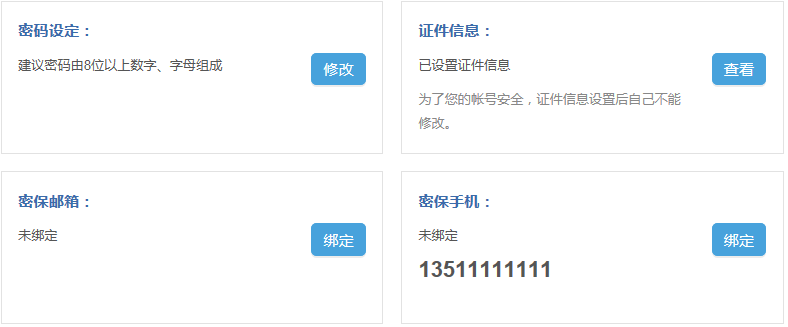 密码设定：
建议密码由8位以上数字、字母组成
修改
证件信息：
已设置证件信息
查看
为了您的帐号安全，证件信息设置后自己不能
修改。
密保邮箱：
未绑定
绑定
密保手机：
未绑定
绑定
13511111111